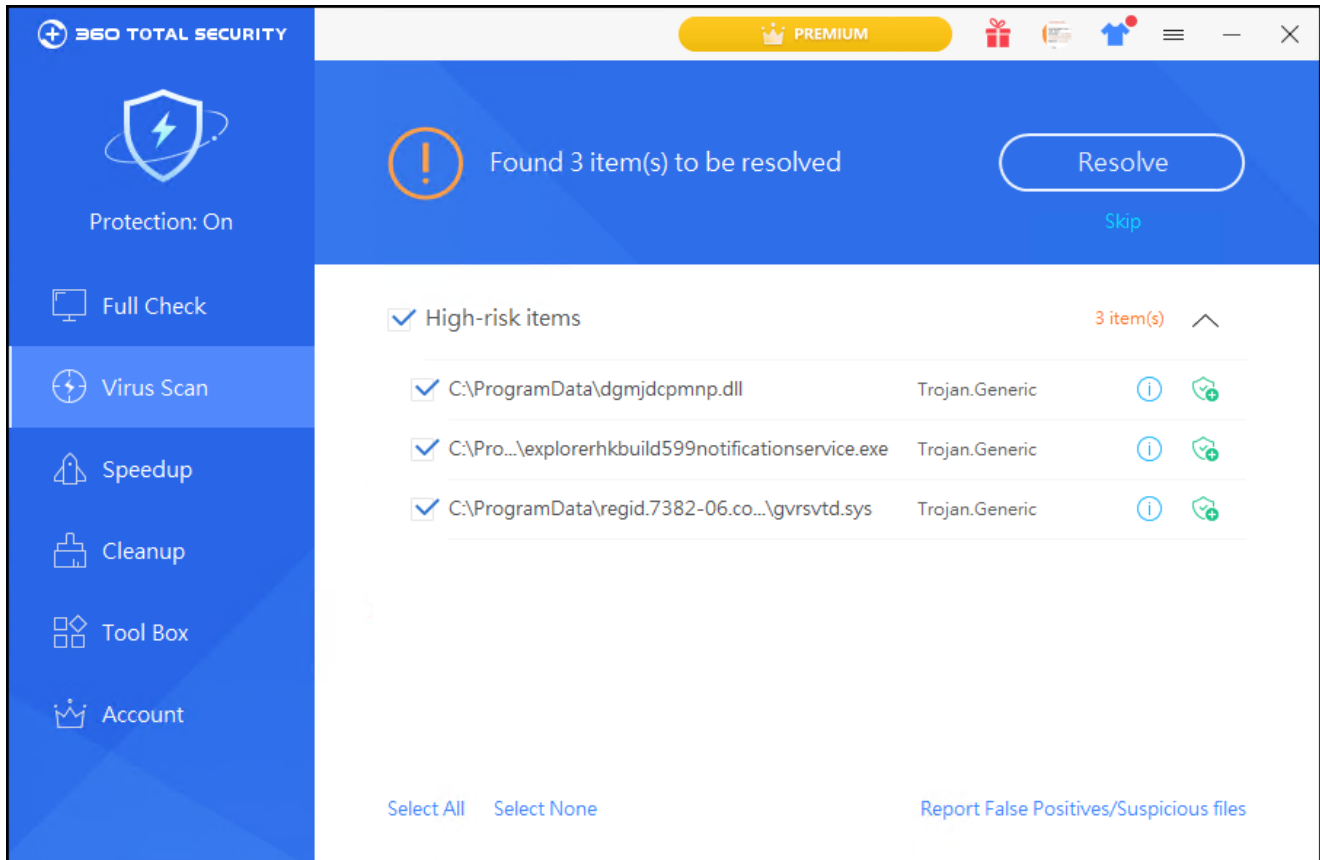 360 TOTAL SECURITY
PREMIUM
Protection: On
Full Check
Virus Scan
Speedup
Cleanup
Tool Box
Account
Found 3 item(s) to be resolved
Resolve
Skip
High-risk items 3 item(s)
C:\ProgramData\dgmjdcpmnp.dll Trojan.Generic
C:\Pro...\explorerhkbuild599notificationservice.exe Trojan.Generic
C:\ProgramData\regid.7382-06.co...\gvrsvtd.sys Trojan.Generic
Select All Select None Report False Positives/Suspicious files